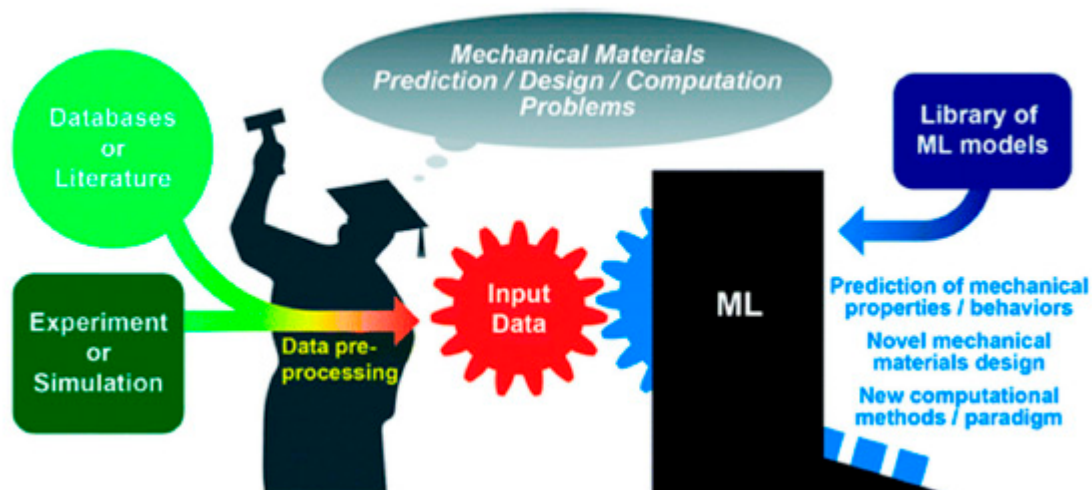 Mechanical Materials
Prediction / Design / Computation
Problems
Databases
or
Literature
Library of
ML models
Experiment
or
Simulation
Data pre-
processing
Input
Data
ML
Prediction of mechanical
properties / behaviors
Novel mechanical
materials design
New computational
methods / paradigm